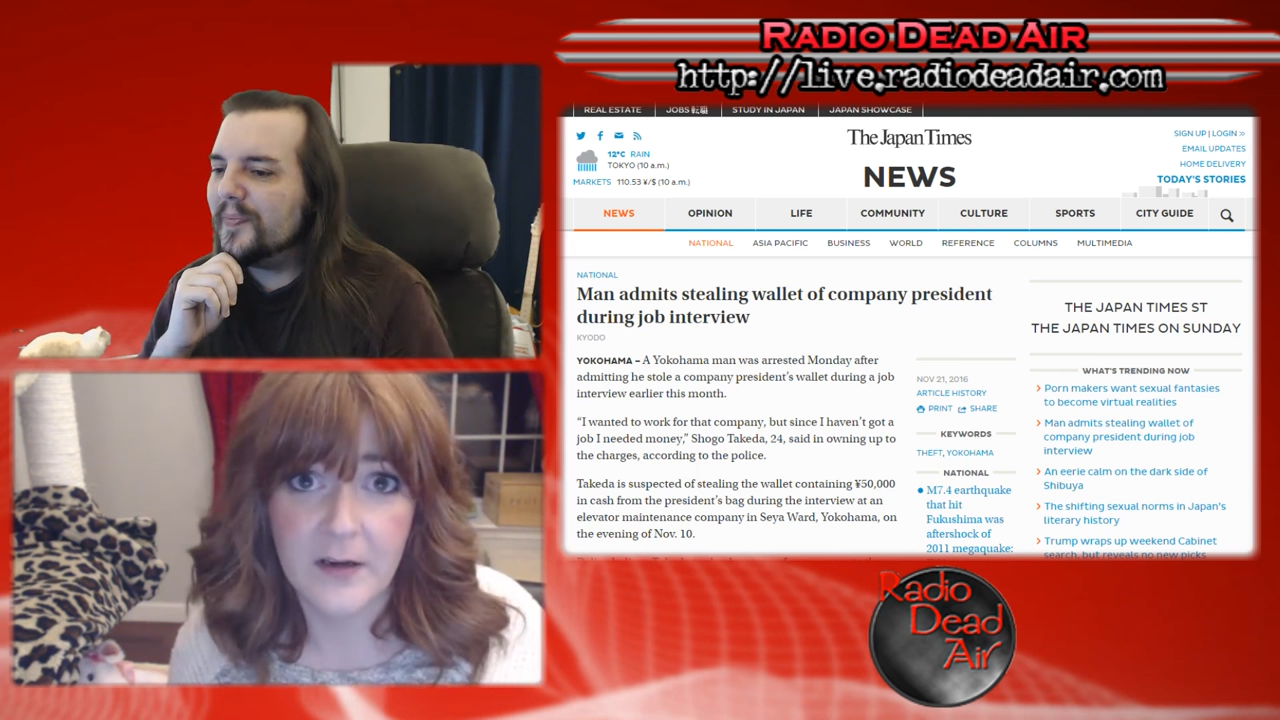 Radio Dead Air
http://live.radiodeadair.com
REAL ESTATE
JOBS 転職
STUDY IN JAPAN
JAPAN SHOWCASE
12°C RAIN
TOKYO (10 a.m.)
MARKETS 110.53 ¥/$ (10 a.m.)
The Japan Times
NEWS
SIGN UP | LOGIN »
EMAIL UPDATES
HOME DELIVERY
TODAY'S STORIES
NEWS
OPINION
LIFE
COMMUNITY
CULTURE
SPORTS
CITY GUIDE
NATIONAL
ASIA PACIFIC
BUSINESS
WORLD
REFERENCE
COLUMNS
MULTIMEDIA
NATIONAL
Man admits stealing wallet of company president
during job interview
KYODO
YOKOHAMA – A Yokohama man was arrested Monday after
admitting he stole a company president's wallet during a job
interview earlier this month.
“I wanted to work for that company, but since I haven't got a
job I needed money,” Shogo Takeda, 24, said in owning up to
the charges, according to the police.
Takeda is suspected of stealing the wallet containing ¥50,000
in cash from the president's bag during the interview at an
elevator maintenance company in Seya Ward, Yokohama, on
the evening of Nov. 10.
NOV 21, 2016
ARTICLE HISTORY
PRINT
SHARE
KEYWORDS
THEFT, YOKOHAMA
NATIONAL
M7.4 earthquake
that hit
Fukushima was
aftershock of
2011 megaquake:
THE JAPAN TIMES ST
THE JAPAN TIMES ON SUNDAY
WHAT'S TRENDING NOW
Porn makers want sexual fantasies
to become virtual realities
Man admits stealing wallet of
company president during job
interview
An eerie calm on the dark side of
Shibuya
The shifting sexual norms in Japan's
literary history
Trump wraps up weekend Cabinet
search, but reveals no new picks
Radio
Dead
Air